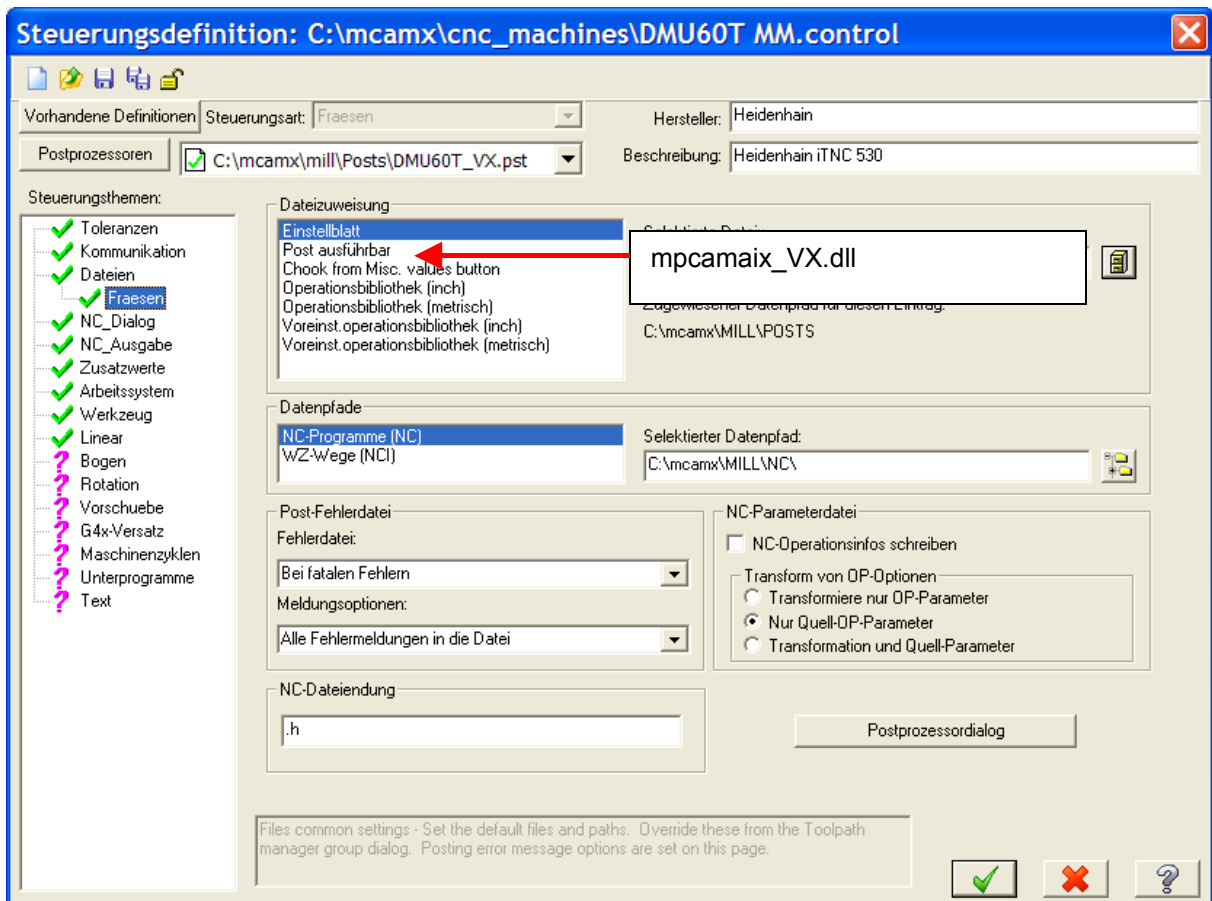 Steuerungsdefinition: C:\mcamx\cnc_machines\DMU60T MM.control
Vorhandene Definitionen Steuerungsart: Fraesen Hersteller: Heidenhain
Postprozessoren C:\mcamx\mill\Posts\DMU60T_VX.pst Beschreibung: Heidenhain iTNC 530
Steuerungsthemen:
Toleranzen
Kommunikation
Dateien
Fraesen
NC_Dialog
NC_Ausgabe
Zusatzwerte
Arbeitssystem
Werkzeug
Linear
Bogen
Rotation
Vorschuebe
G4x-Versatz
Maschinenzyklen
Unterprogramme
Text
Dateizuweisung
Einstellblatt
Post ausführbar
Chook from Misc. values button
Operationsbibliothek (inch)
Operationsbibliothek (metrisch)
Voreinst.operationsbibliothek (inch)
Voreinst.operationsbibliothek (metrisch)
mpcamaix_VX.dll
Zugewiesener Datenpfad für diesen Eintrag:
C:\mcamx\MILL\POSTS
Datenpfade
NC-Programme (NC)
WZ-Wege (NCI)
Selektierter Datenpfad:
C:\mcamx\MILL\NC\
Post-Fehlerdatei
Fehlerdatei:
Bei fatalen Fehlern
Meldungsoptionen:
Alle Fehlermeldungen in die Datei
NC-Parameterdatei
NC-Operationsinfos schreiben
Transform von OP-Optionen
Transformiere nur OP-Parameter
Nur Quell-OP-Parameter
Transformation und Quell-Parameter
NC-Dateiendung
.h
Postprozessordialog
Files common settings - Set the default files and paths. Override these from the Toolpath
manager group dialog. Posting error message options are set on this page.